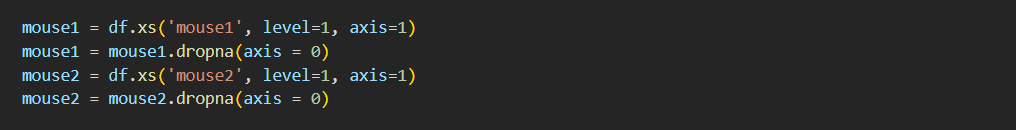 mouse1 = df.xs('mouse1', level=1, axis=1)
mouse1 = mouse1.dropna(axis = 0)
mouse2 = df.xs('mouse2', level=1, axis=1)
mouse2 = mouse2.dropna(axis = 0)